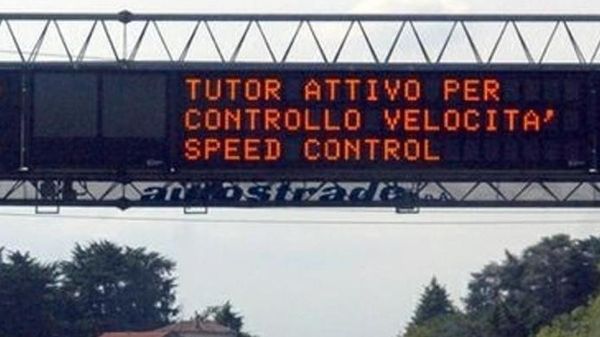 TUTOR ATTIVO PER
CONTROLLO VELOCITA'
SPEED CONTROL
autostrade